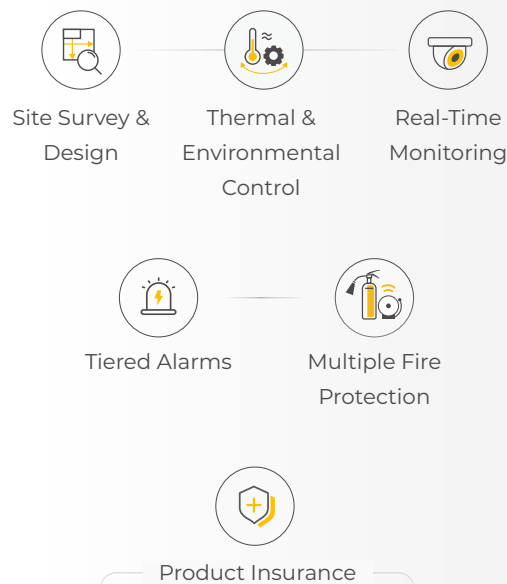 Site Survey &
Design
Thermal &
Environmental
Control
Real-Time
Monitoring
Tiered Alarms
Multiple Fire
Protection
Product Insurance